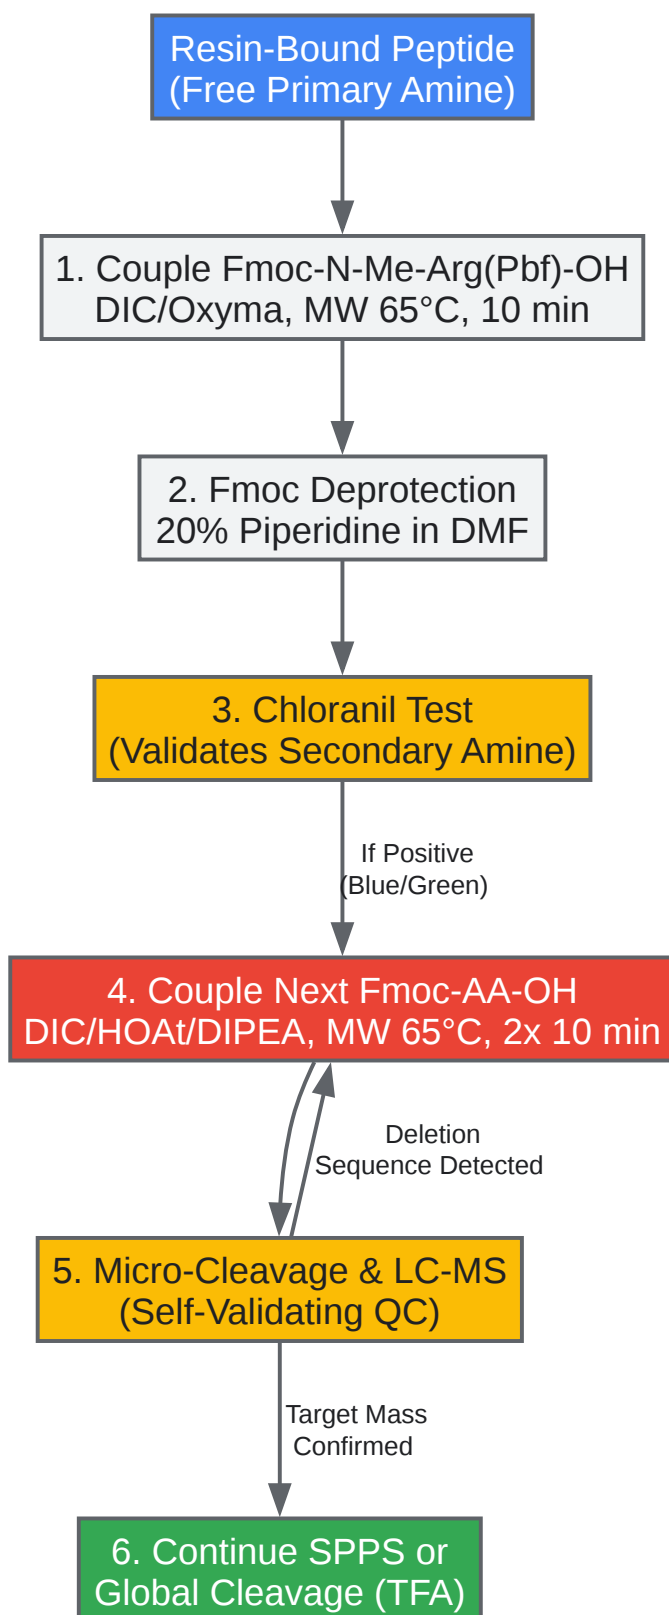 Resin-Bound Peptide
(Free Primary Amine)
1. Couple Fmoc-N-Me-Arg(Pbf)-OH
DIC/Oxyma, MW 65°C, 10 min
2. Fmoc Deprotection
20% Piperidine in DMF
3. Chloranil Test
(Validates Secondary Amine)
If Positive
(Blue/Green)
4. Couple Next Fmoc-AA-OH
DIC/HOAt/DIPEA, MW 65°C, 2x 10 min
Deletion
Sequence Detected
5. Micro-Cleavage & LC-MS
(Self-Validating QC)
Target Mass
Confirmed
6. Continue SPPS or
Global Cleavage (TFA)